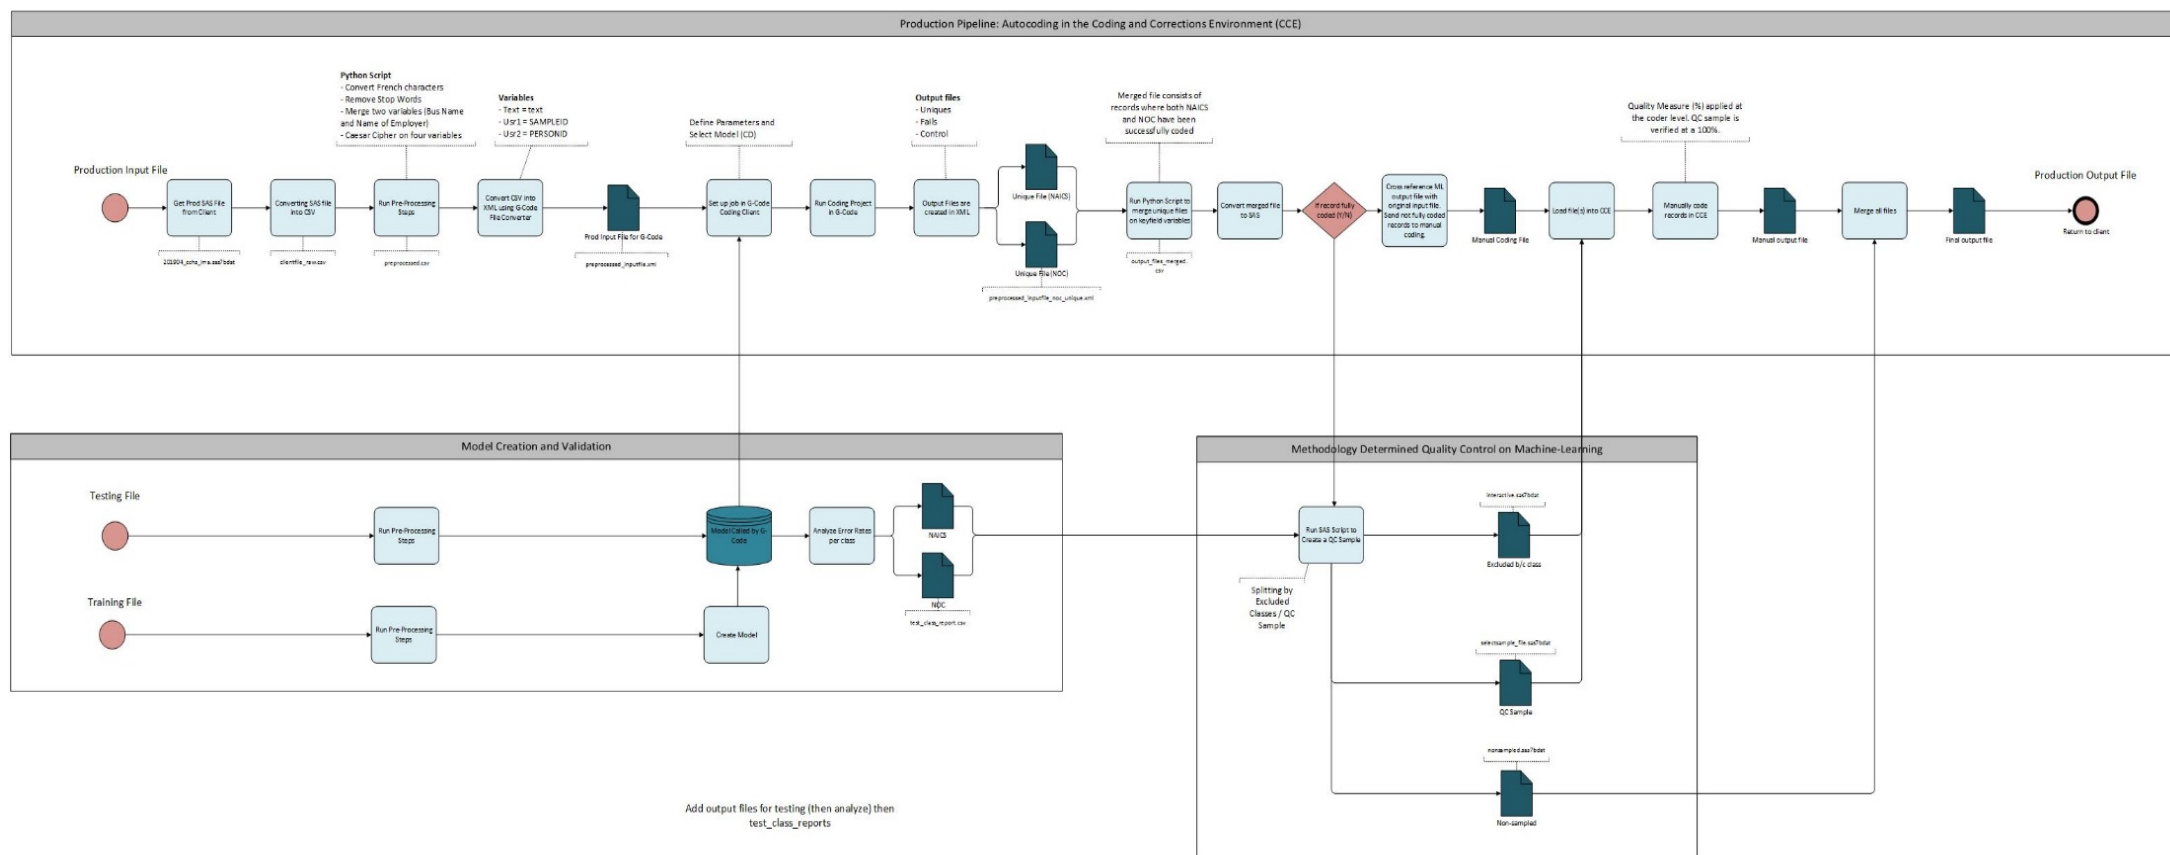 Production Pipeline: Autocoding in the Coding and Corrections Environment (CCE)
Python Script
- Convert French characters
- Remove Stop Words
- Merge two variables (Bus Name
and Name of Employer)
- Caesar Cipher on four variables
Variables
- Text = text
- Usr1 = SAMPLEID
- Usr2 = PERSONID
Define Parameters and
Select Model (CD)
Output files
- Uniques
- Fails
- Control
Merged file consists of
records where both NAICS
and NOC have been
successfully coded
Quality Measure (%) applied at
the coder level. QC sample is
verified at a 100%.
Production Input File
Get Prod SAS File
from Client
Converting SAS file
into CSV
Run Pre-Processing
Steps
Convert CSV into
XML using G-Code
File Converter
Prod Input File for G-Code
Set up job in G-Code
Coding Client
Run Coding Project
in G-Code
Output Files are
created in XML
Unique File (NAICS)
Unique File (NOC)
Run Python Script to
merge unique files
on keyfield variables
Convert merged file
to SAS
If record fully
coded (Y/N)
Cross reference ML
output file with
original input file.
Send not fully coded
records to manual
coding.
Manual Coding File
Load file(s) into CCE
Manually code
records in CCE
Manual output file
Merge all files
Final output file
Production Output File
Return to client
clientfile_raw.csv
preprocessed.csv
preprocessed_inputfile.xml
preprocessed_inputfile_noc_unique.xml
output_files_merged.
csv
Model Creation and Validation
Testing File
Run Pre-Processing
Steps
Model Called by G-
Code
Analyze Error Rates
per class
NAICS
NOC
test_class_report.csv
Training File
Run Pre-Processing
Steps
Create Model
Methodology Determined Quality Control on Machine-Learning
Run SAS Script to
Create a QC Sample
Splitting by
Excluded
Classes / QC
Sample
interactive.sas7bdat
Excluded b/c class
selectsample_file.sas7bdat
QC Sample
nonsampled.sas7bdat
Non-sampled
Add output files for testing (then analyze) then
test_class_reports